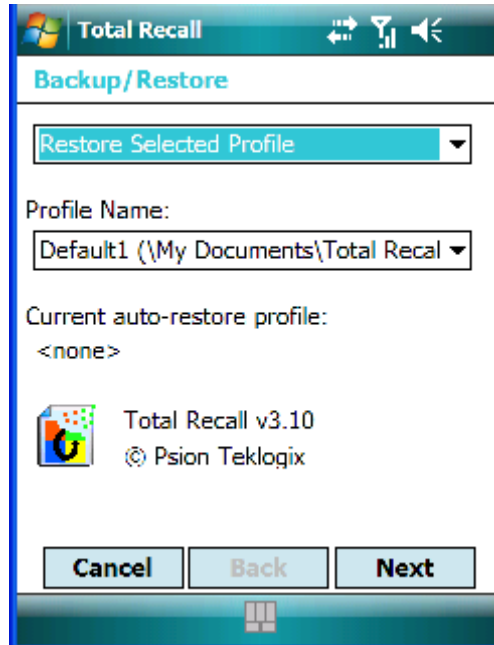 Total Recall
Backup/Restore
Restore Selected Profile
Profile Name:
Default1 (\My Documents\Total Recal
Current auto-restore profile:
<none>
Total Recall v3.10
© Psion Teklogix
Cancel Back Next